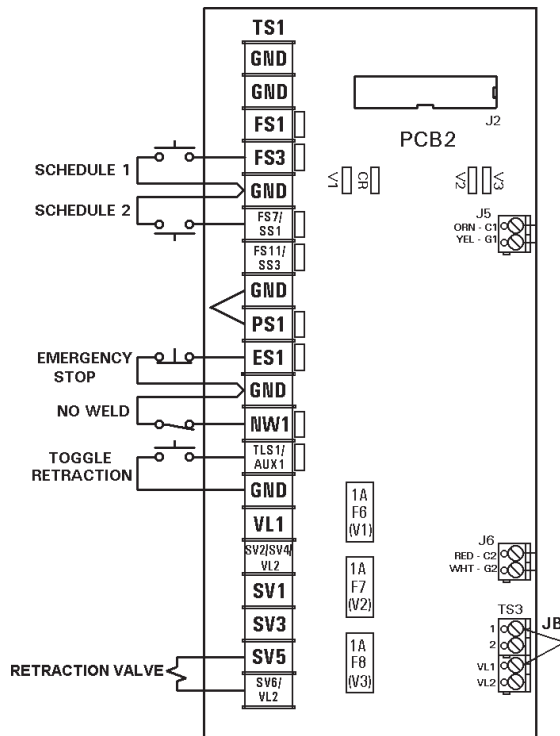 TS1
GND
GND
FS1
FS3
GND
FS7/
SS1
FS11/
SS3
GND
PS1
ES1
GND
NW1
TLS1/
AUX1
GND
VL1
SV2/SV4/
VL2
SV1
SV3
SV5
SV6/
VL2
SCHEDULE 1
SCHEDULE 2
EMERGENCY
STOP
NO WELD
TOGGLE
RETRACTION
RETRACTION VALVE
J2
PCB2
V1
CR
V2
V3
J5
ORN - C1
YEL - G1
1A
F6
(V1)
1A
F7
(V2)
1A
F8
(V3)
J6
RED - C2
WHT - G2
TS3
1
2
VL1
VL2
JB